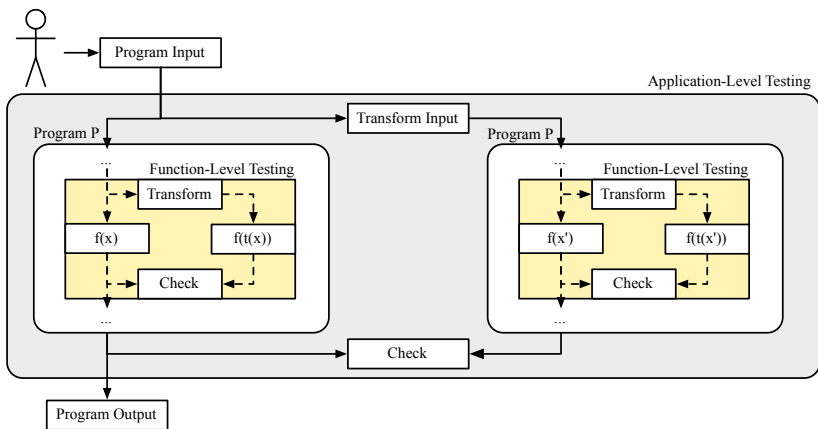 Program Input
Application-Level Testing
Transform Input
Program P
Program P
...
Function-Level Testing
Transform
f(x)
f(t(x))
Check
...
...
Function-Level Testing
Transform
f(x')
f(t(x'))
Check
...
Check
Program Output